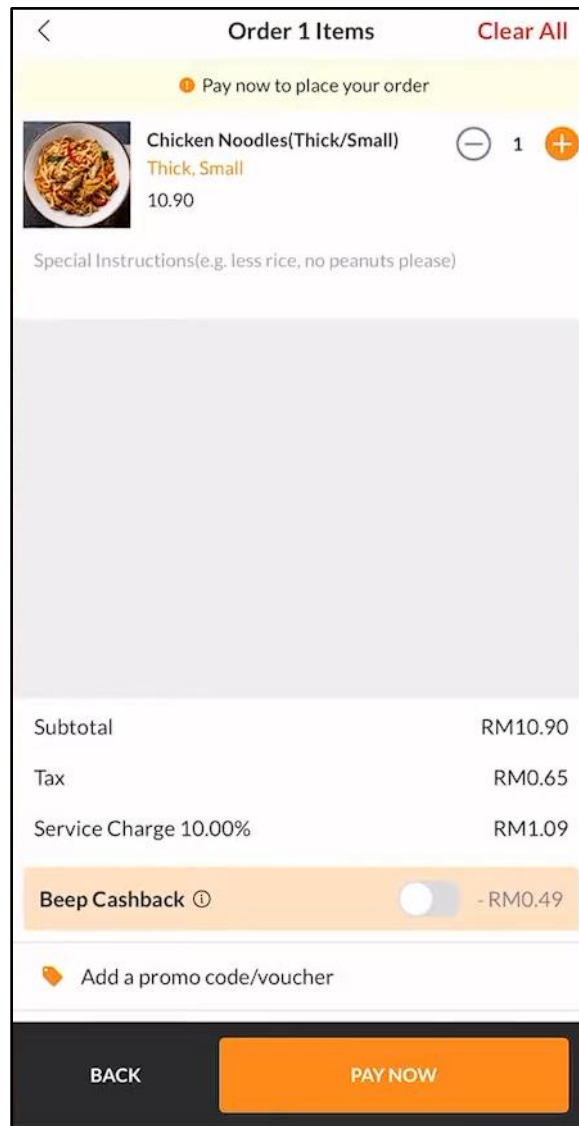 Order 1 Items
Clear All
Pay now to place your order
Chicken Noodles(Thick/Small)
Thick, Small
10.90
1
Special Instructions(e.g. less rice, no peanuts please)
Subtotal RM10.90
Tax RM0.65
Service Charge 10.00% RM1.09
Beep Cashback - RM0.49
Add a promo code/voucher
BACK
PAY NOW